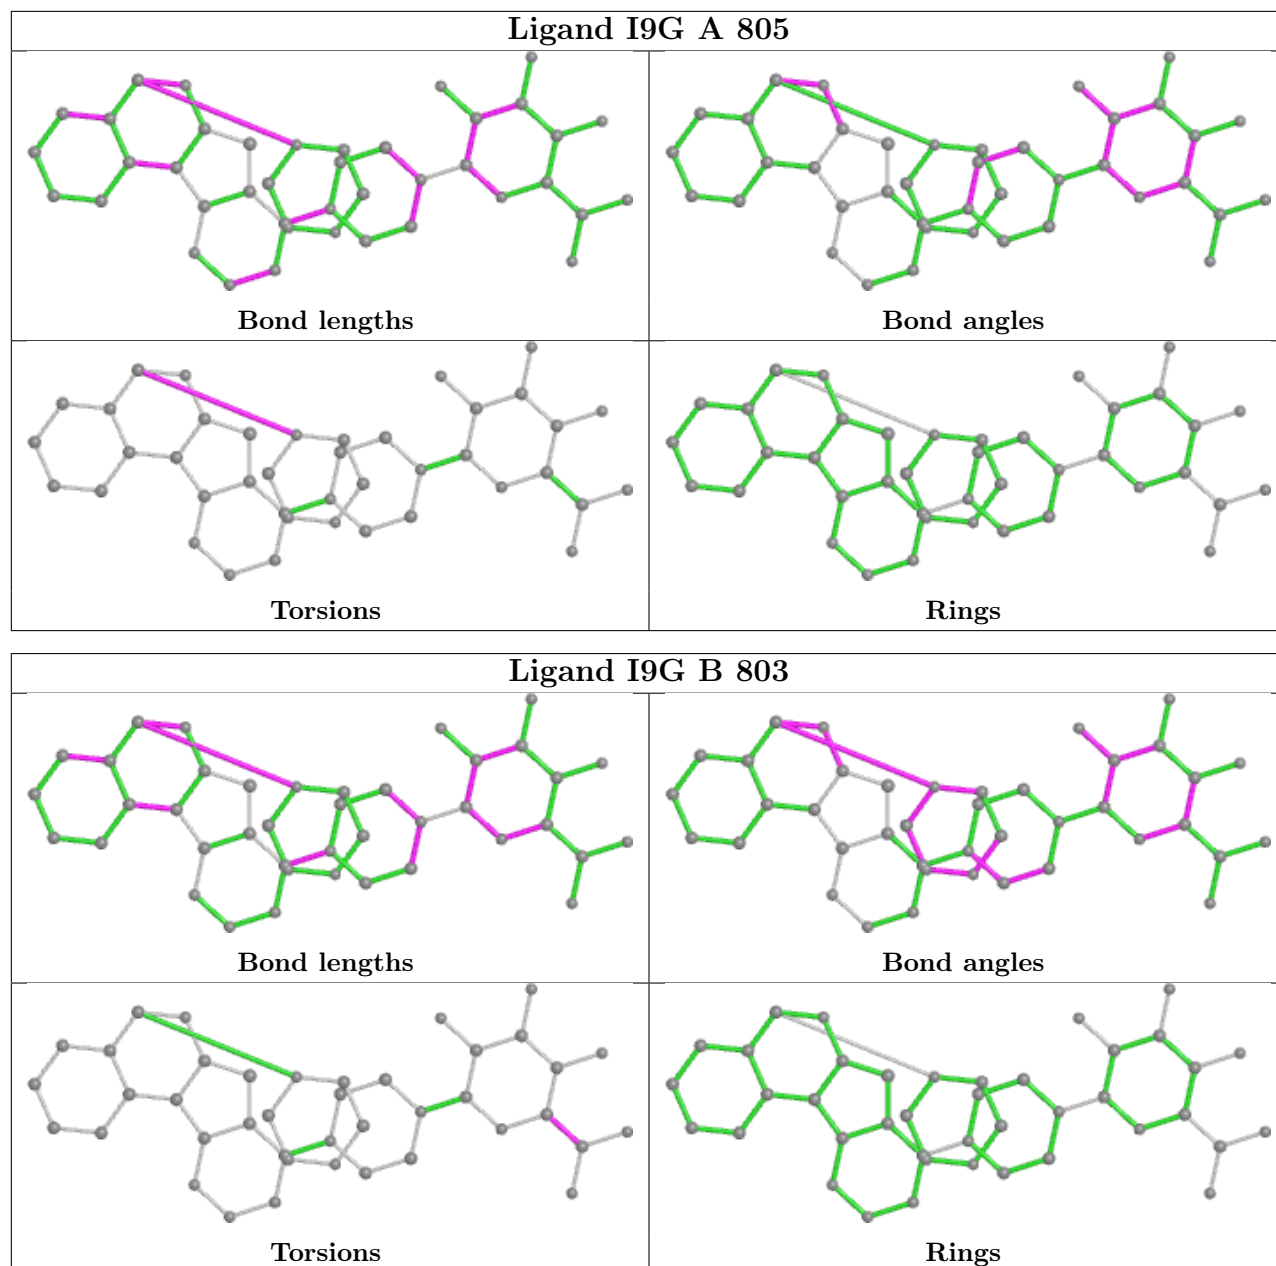 Ligand I9G A 805
Bond lengths
Bond angles
Torsions
Rings
Ligand I9G B 803
Bond lengths
Bond angles
Torsions
Rings